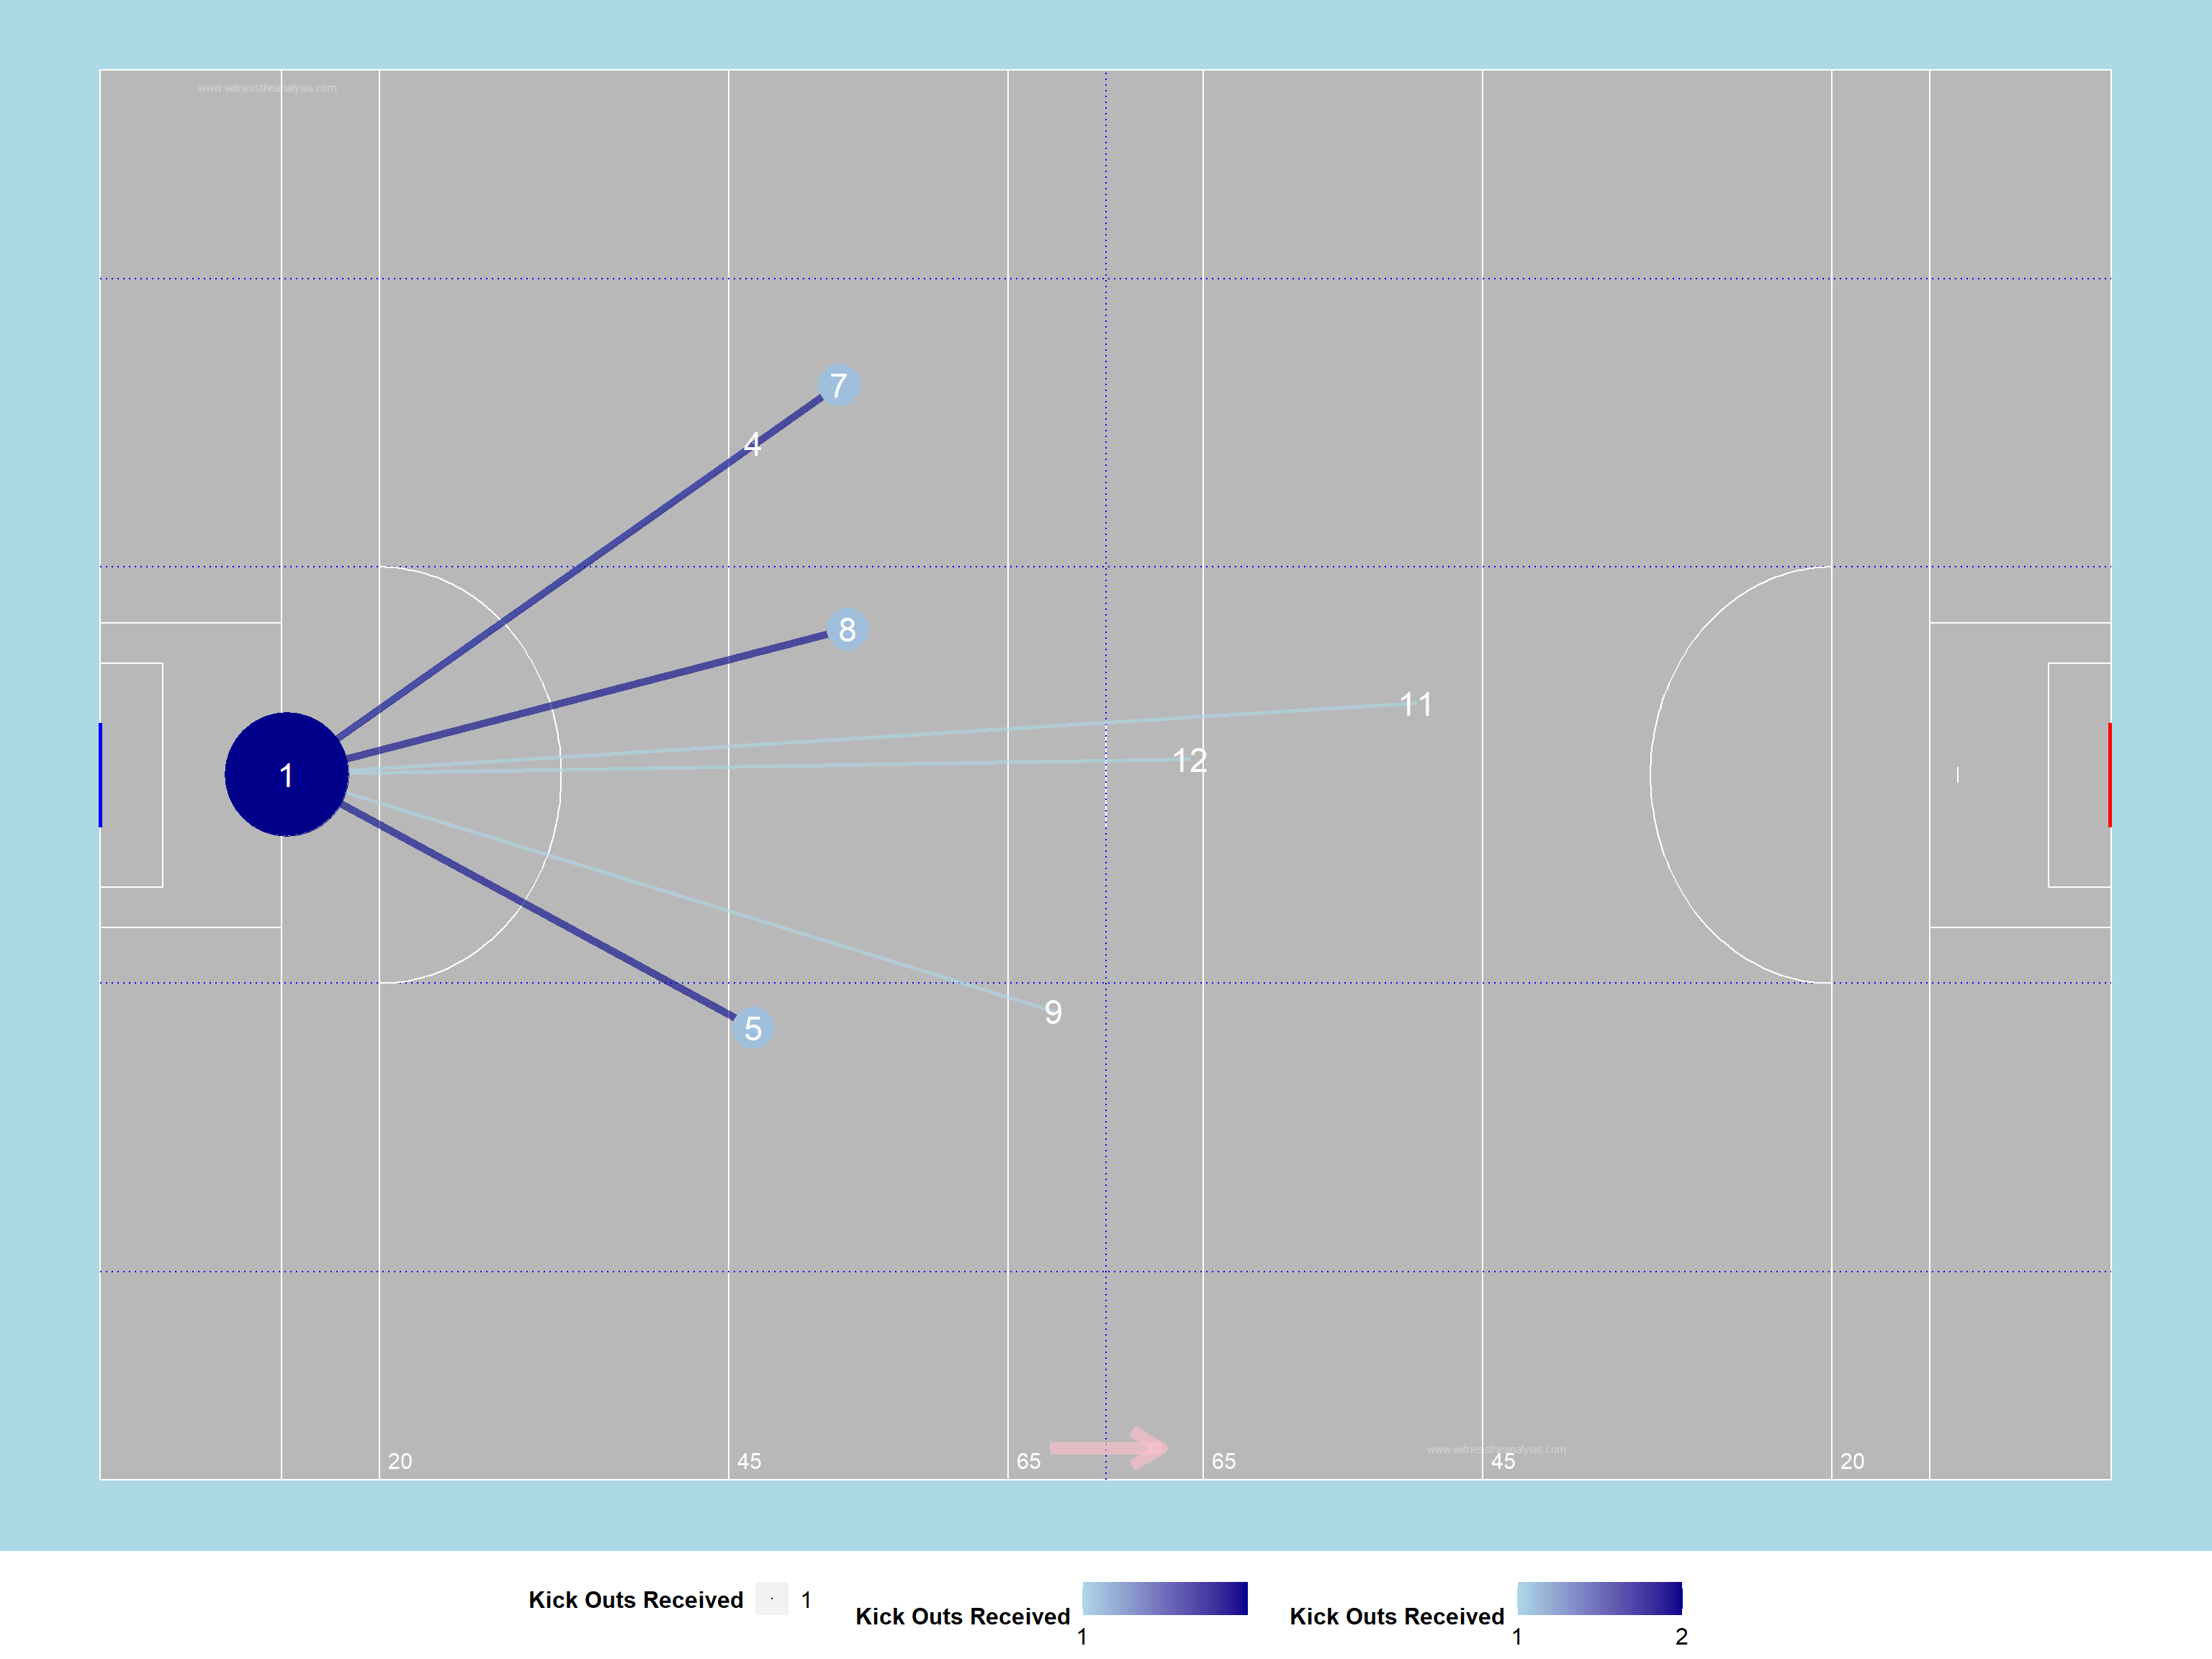 www.witnesstheanalysis.com
7
4
8
11
12
1
9
5
www.witnesstheanalysis.com
20 45 65 65 45 20
Kick Outs Received 1
Kick Outs Received
1
Kick Outs Received
1 2